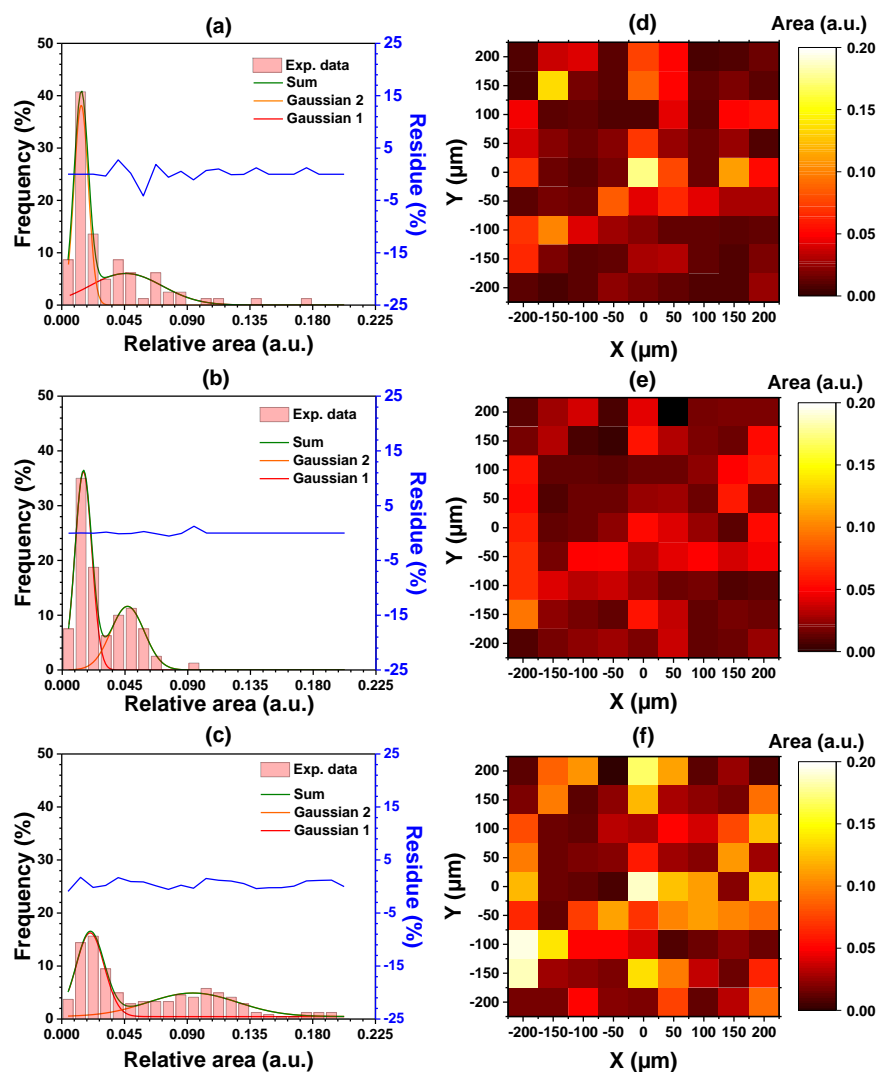 (a)
Frequency (%)
50
40
30
20
10
0
Exp. data
Sum
Gaussian 2
Gaussian 1
25
15
5
-5
-15
-25
Residue (%)
0.000 0.045 0.090 0.135 0.180 0.225
Relative area (a.u.)
(d)
Area (a.u.)
Y (µm)
200
150
100
50
0
-50
-100
-150
-200
-200 -150 -100 -50 0 50 100 150 200
X (µm)
0.20
0.15
0.10
0.05
0.00
(b)
Frequency (%)
50
40
30
20
10
0
Exp. data
Sum
Gaussian 2
Gaussian 1
25
15
5
-5
-15
-25
Residue (%)
0.000 0.045 0.090 0.135 0.180 0.225
Relative area (a.u.)
(e)
Area (a.u.)
Y (µm)
200
150
100
50
0
-50
-100
-150
-200
-200 -150 -100 -50 0 50 100 150 200
X (µm)
0.20
0.15
0.10
0.05
0.00
(c)
Frequency (%)
50
40
30
20
10
0
Exp. data
Sum
Gaussian 2
Gaussian 1
25
15
5
-5
-15
-25
Residue (%)
0.000 0.045 0.090 0.135 0.180 0.225
Relative area (a.u.)
(f)
Area (a.u.)
Y (µm)
200
150
100
50
0
-50
-100
-150
-200
-200 -150 -100 -50 0 50 100 150 200
X (µm)
0.20
0.15
0.10
0.05
0.00